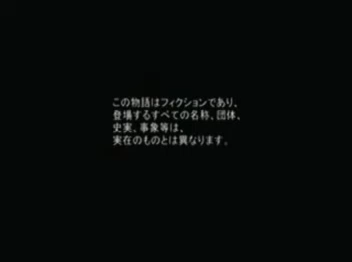 この物語はフィクションであり、
登場するすべての名称、団体、
史実、事象等は、
実在のものとは異なります。